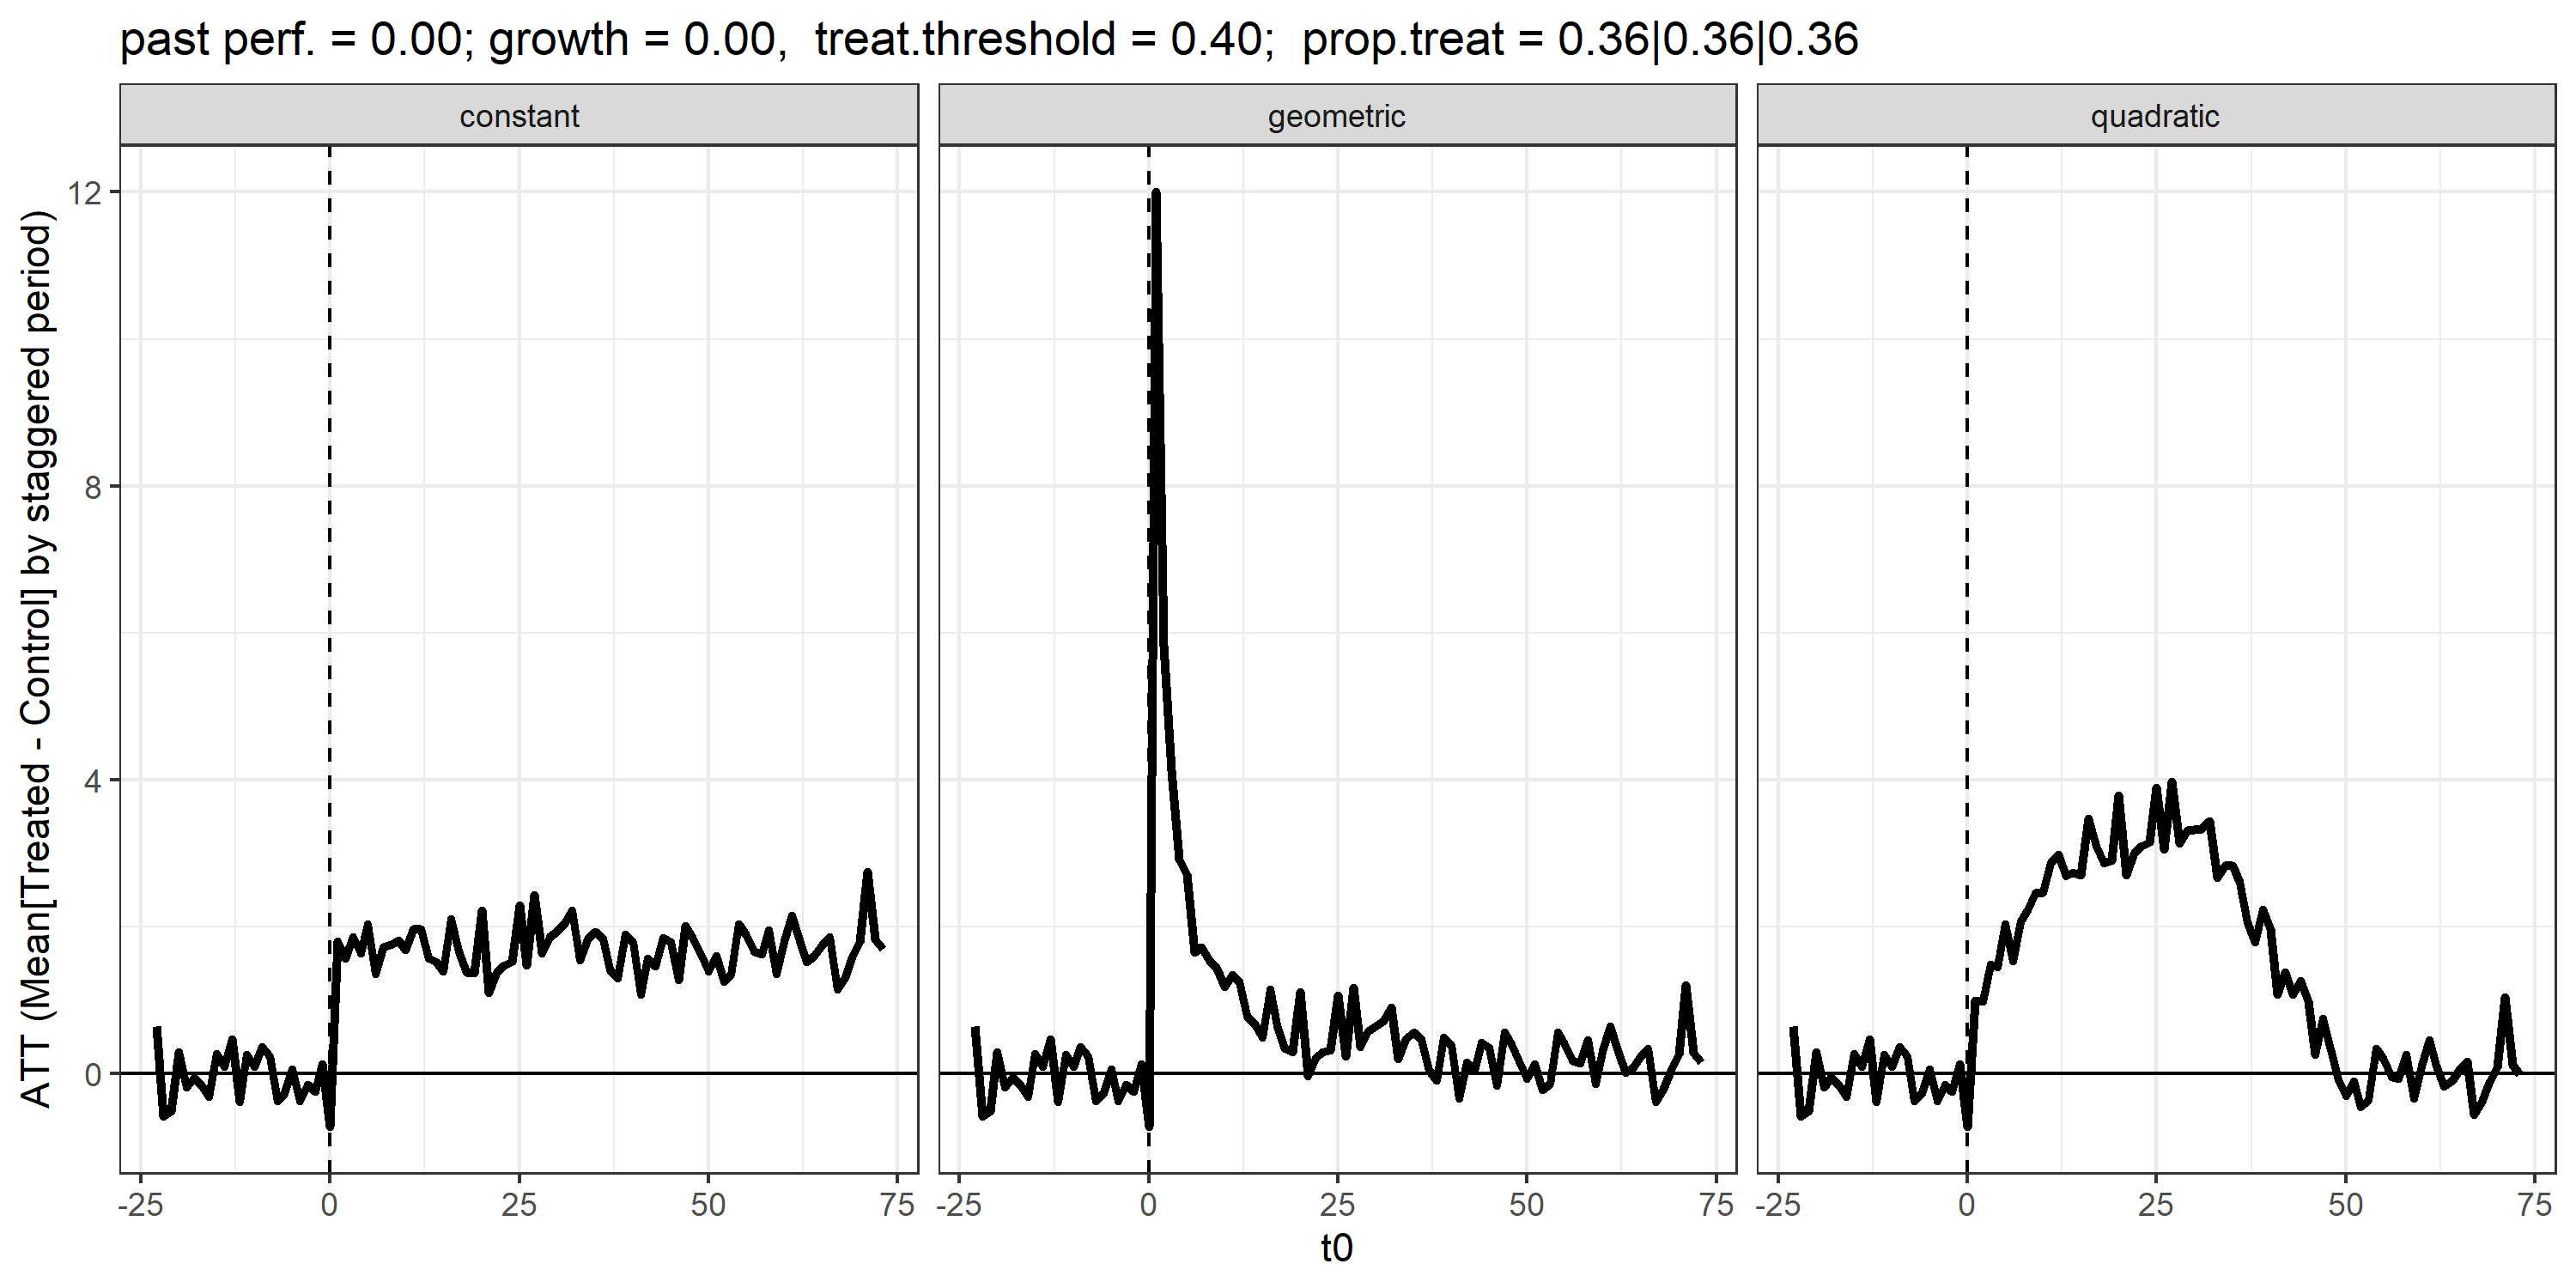 past perf. = 0.00; growth = 0.00,  treat.threshold = 0.40;  prop.treat = 0.36|0.36|0.36
constant geometric quadratic
ATT (Mean[Treated - Control] by staggered period)
12
8
4
0
-25 0 25 50 75 -25 0 25 50 75 -25 0 25 50 75
t0